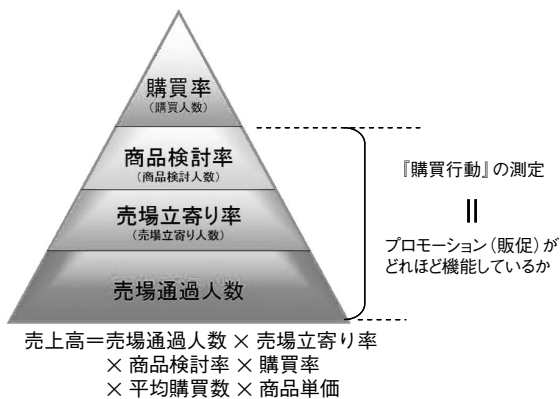 購買率
(購買人数)
商品検討率
(商品検討人数)
売場立寄り率
(売場立寄り人数)
売場通過人数
『購買行動』の測定
||
プロモーション(販促)が
どれほど機能しているか
売上高＝売場通過人数 × 売場立寄り率
× 商品検討率 × 購買率
× 平均購買数 × 商品単価